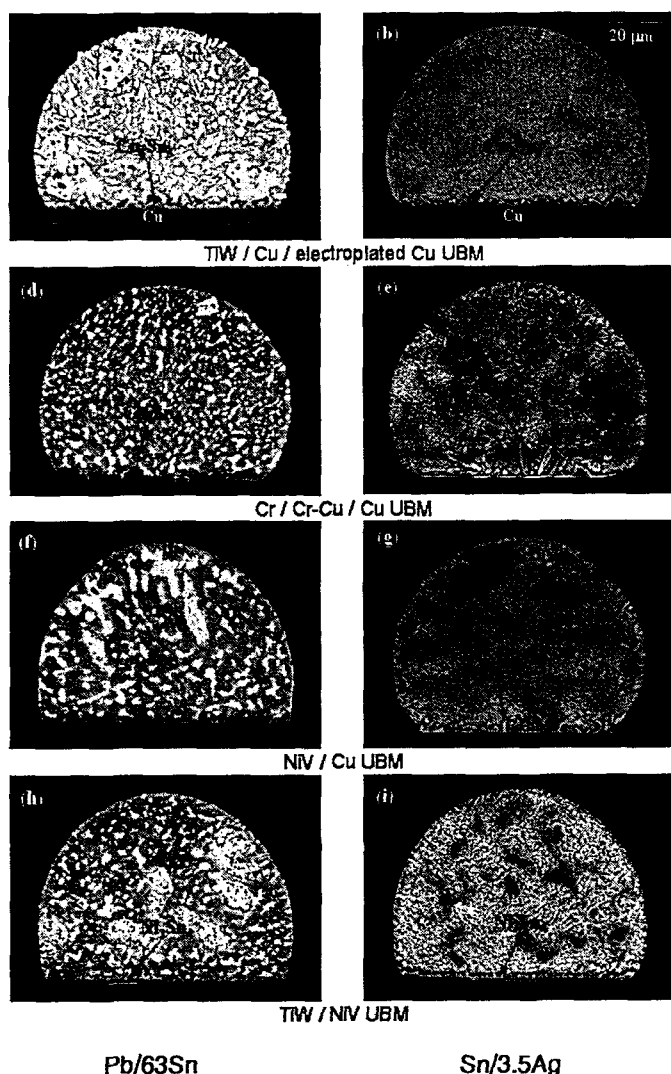 (b) 20 µm
Cu Cu
TIW / Cu / electroplated Cu UBM
(d) (e)
Cr / Cr-Cu / Cu UBM
(f) (g)
NIV / Cu UBM
(h) (i)
TIW / NIV UBM
Pb/63Sn Sn/3.5Ag